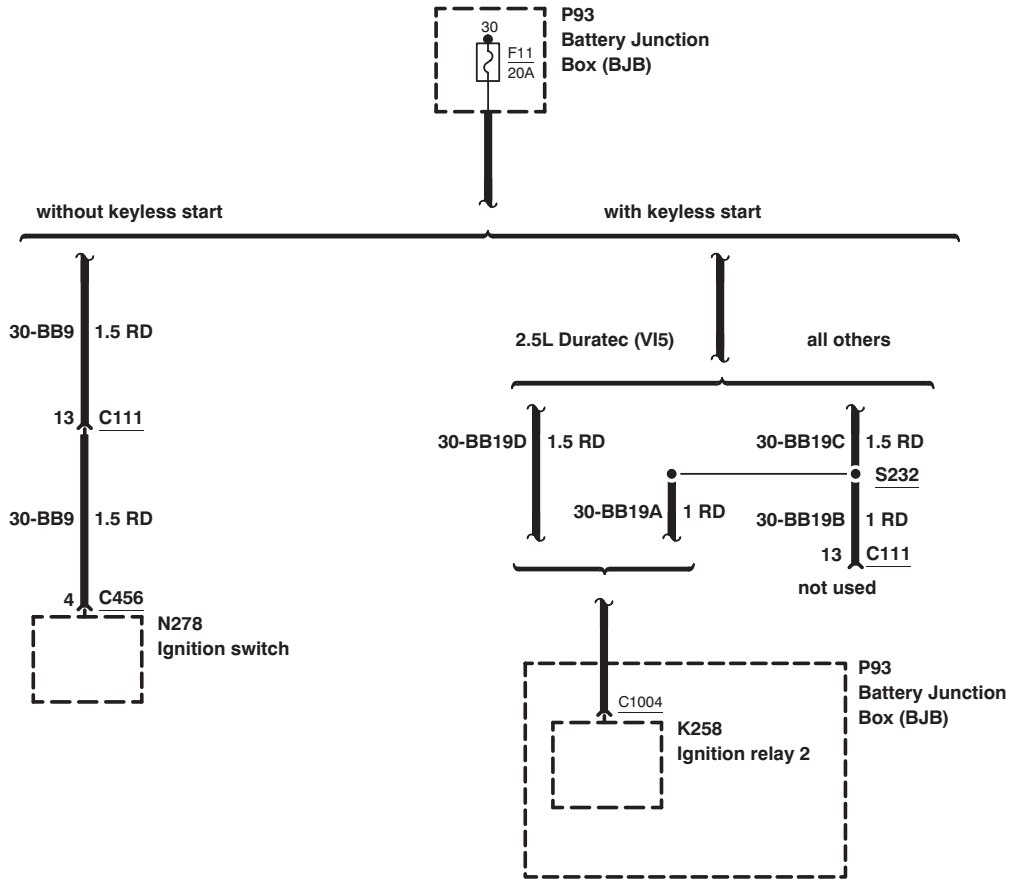 P93
Battery Junction
Box (BJB)
30
F11
20A
without keyless start
with keyless start
30-BB9 1.5 RD
13 C111
30-BB9 1.5 RD
4 C456
N278
Ignition switch
2.5L Duratec (VI5)
all others
30-BB19D 1.5 RD
30-BB19C 1.5 RD
S232
30-BB19A 1 RD
30-BB19B 1 RD
13 C111
not used
P93
Battery Junction
Box (BJB)
C1004
K258
Ignition relay 2